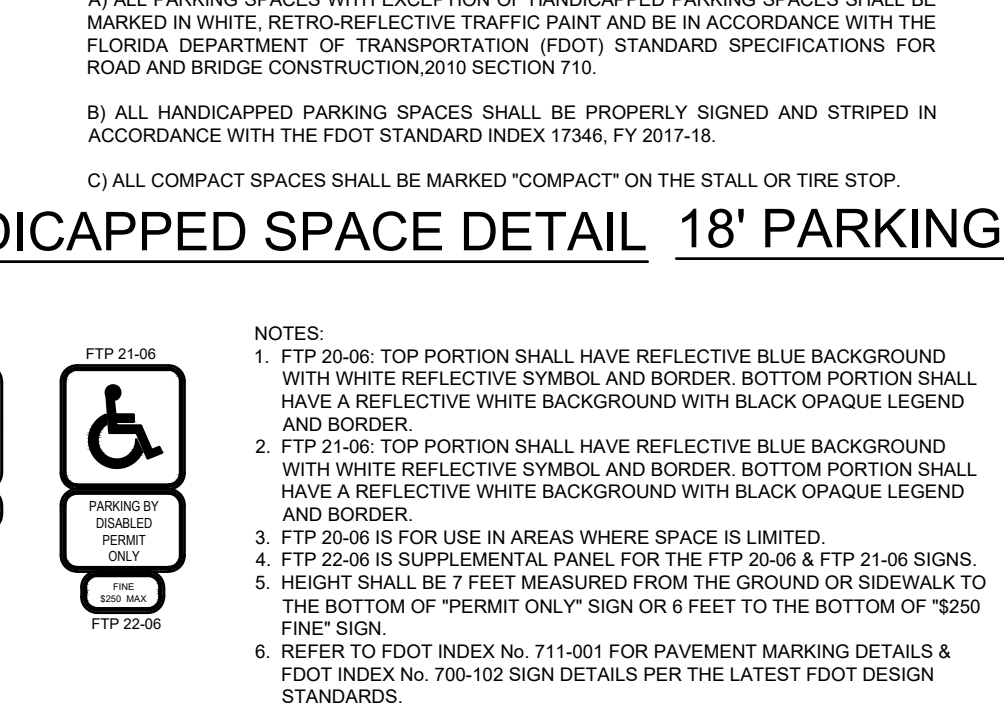 A) ALL PARKING SPACES WITH EXCEPTION OF HANDICAPPED PARKING SPACES SHALL BE
MARKED IN WHITE, RETRO-REFLECTIVE TRAFFIC PAINT AND BE IN ACCORDANCE WITH THE
FLORIDA DEPARTMENT OF TRANSPORTATION (FDOT) STANDARD SPECIFICATIONS FOR
ROAD AND BRIDGE CONSTRUCTION,2010 SECTION 710.
B) ALL HANDICAPPED PARKING SPACES SHALL BE PROPERLY SIGNED AND STRIPED IN
ACCORDANCE WITH THE FDOT STANDARD INDEX 17346, FY 2017-18.
C) ALL COMPACT SPACES SHALL BE MARKED "COMPACT" ON THE STALL OR TIRE STOP.
DICAPPED SPACE DETAIL
18' PARKING
FTP 21-06
PARKING BY
DISABLED
PERMIT
ONLY
FINE
$250 MAX
FTP 22-06
NOTES:
1. FTP 20-06: TOP PORTION SHALL HAVE REFLECTIVE BLUE BACKGROUND
WITH WHITE REFLECTIVE SYMBOL AND BORDER. BOTTOM PORTION SHALL
HAVE A REFLECTIVE WHITE BACKGROUND WITH BLACK OPAQUE LEGEND
AND BORDER.
2. FTP 21-06: TOP PORTION SHALL HAVE REFLECTIVE BLUE BACKGROUND
WITH WHITE REFLECTIVE SYMBOL AND BORDER. BOTTOM PORTION SHALL
HAVE A REFLECTIVE WHITE BACKGROUND WITH BLACK OPAQUE LEGEND
AND BORDER.
3. FTP 20-06 IS FOR USE IN AREAS WHERE SPACE IS LIMITED.
4. FTP 22-06 IS SUPPLEMENTAL PANEL FOR THE FTP 20-06 & FTP 21-06 SIGNS.
5. HEIGHT SHALL BE 7 FEET MEASURED FROM THE GROUND OR SIDEWALK TO
THE BOTTOM OF "PERMIT ONLY" SIGN OR 6 FEET TO THE BOTTOM OF "$250
FINE" SIGN.
6. REFER TO FDOT INDEX No. 711-001 FOR PAVEMENT MARKING DETAILS &
FDOT INDEX No. 700-102 SIGN DETAILS PER THE LATEST FDOT DESIGN
STANDARDS.